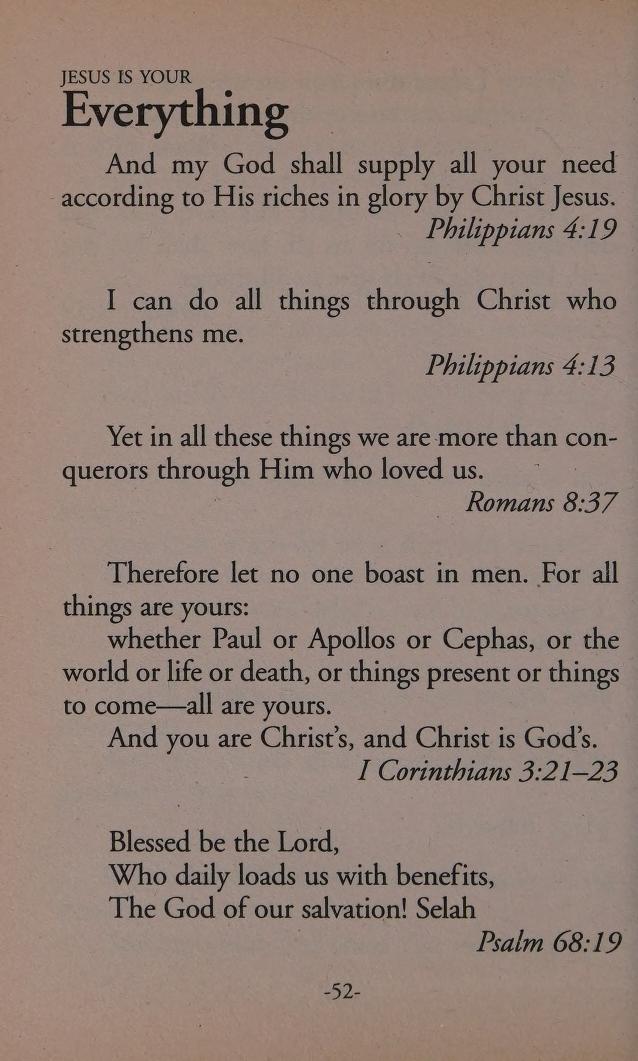 JESUS IS YOUR
Everything
And my God shall supply all your need
according to His riches in glory by Christ Jesus.
Philippians 4:19
I can do all things through Christ who
strengthens me.
Philippians 4:13
Yet in all these things we are more than con-
querors through Him who loved us.
Romans 8:37
Therefore let no one boast in men. For all
things are yours:
whether Paul or Apollos or Cephas, or the
world or life or death, or things present or things
to come—all are yours.
And you are Christ's, and Christ is God's.
I Corinthians 3:21–23
Blessed be the Lord,
Who daily loads us with benefits,
The God of our salvation! Selah
Psalm 68:19
-52-